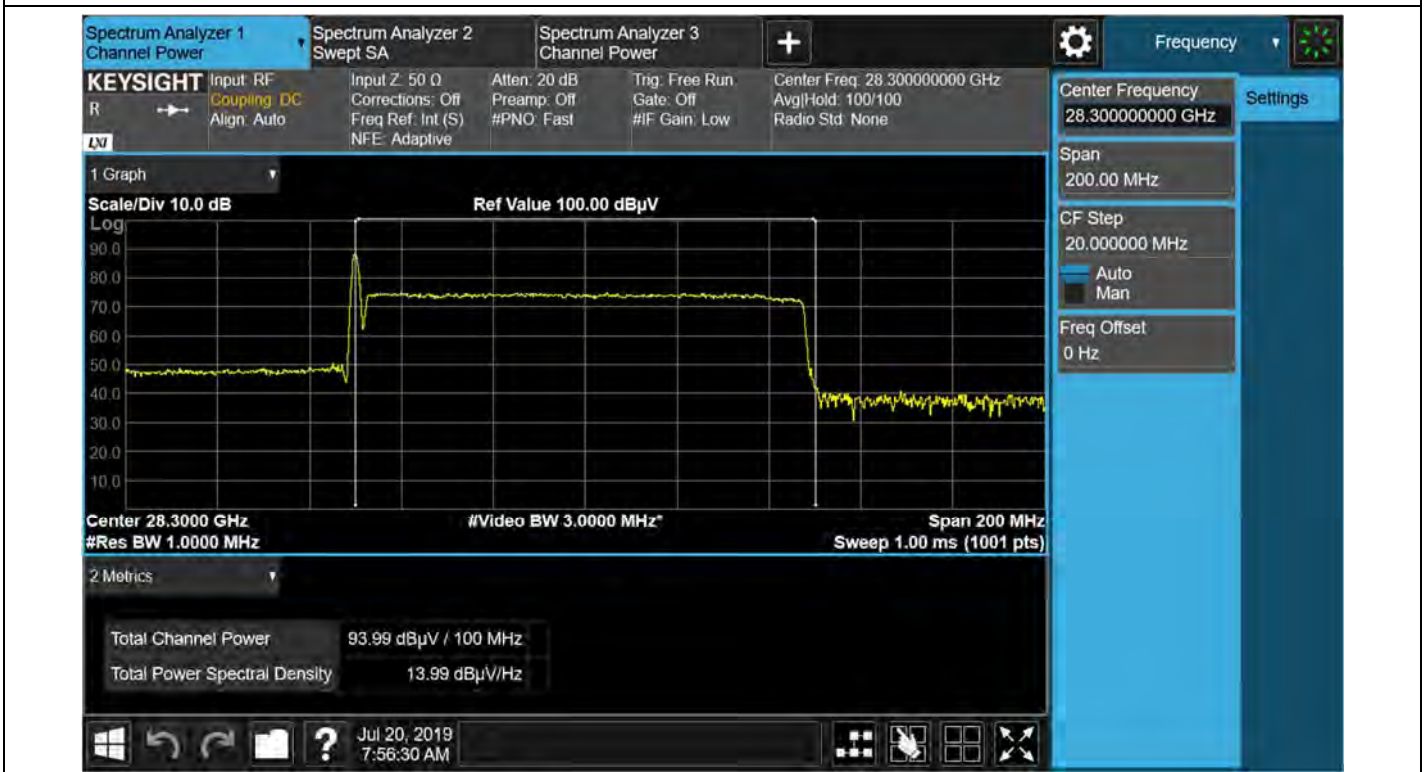 Spectrum Analyzer 1
Channel Power
Spectrum Analyzer 2
Swept SA
Spectrum Analyzer 3
Channel Power
+
Frequency
KEYSIGHT
R
LXI
Input: RF
Coupling: DC
Align: Auto
Input Z: 50 Ω
Corrections: Off
Freq Ref: Int (S)
NFE: Adaptive
Atten: 20 dB
Preamp: Off
#PNO: Fast
Trig: Free Run
Gate: Off
#IF Gain: Low
Center Freq: 28.300000000 GHz
Avg|Hold: 100/100
Radio Std: None
Center Frequency
28.300000000 GHz
Settings
Span
200.00 MHz
CF Step
20.000000 MHz
Auto
Man
Freq Offset
0 Hz
1 Graph
Scale/Div 10.0 dB
Ref Value 100.00 dBµV
Log
90.0
80.0
70.0
60.0
50.0
40.0
30.0
20.0
10.0
Center 28.3000 GHz
#Video BW 3.0000 MHz*
Span 200 MHz
#Res BW 1.0000 MHz
Sweep 1.00 ms (1001 pts)
2 Metrics
Total Channel Power 93.99 dBµV / 100 MHz
Total Power Spectral Density 13.99 dBµV/Hz
?
Jul 20, 2019
7:56:30 AM